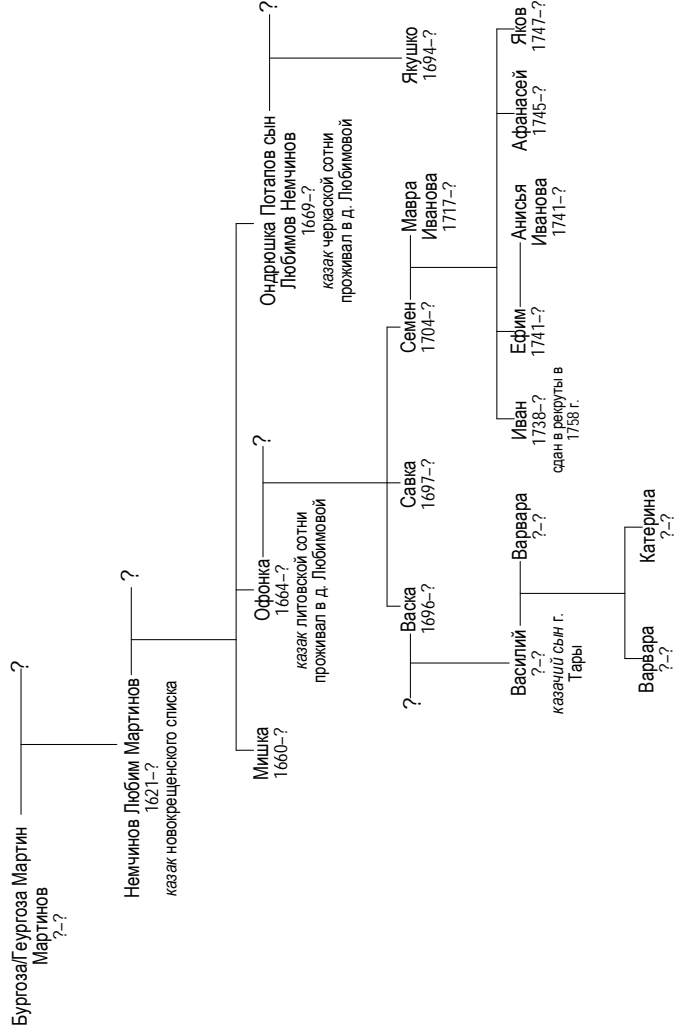 Бургоза/Геургоза Мартин
Мартинов
?–?
?
Немчинов Любим Мартинов
1621–?
казак новокрещенского списка
?
Мишка
1660–?
Офонка
1664–?
казак литовской сотни
проживал в д. Любимовой
?
Ондрюшка Потапов сын
Любимов Немчинов
1669–?
казак черкаской сотни
проживал в д. Любимовой
?
?
Васка
1696–?
Савка
1697–?
Семен
1704–?
Мавра
Иванова
1717–?
Якушко
1694–?
Василий
?–?
казачий сын г.
Тары
Варвара
?–?
Иван
1738–?
сдан в рекруты в
1758 г.
Ефим
1741–?
Анисья
Иванова
1741–?
Афанасей
1745–?
Яков
1747–?
Варвара
?–?
Катерина
?–?